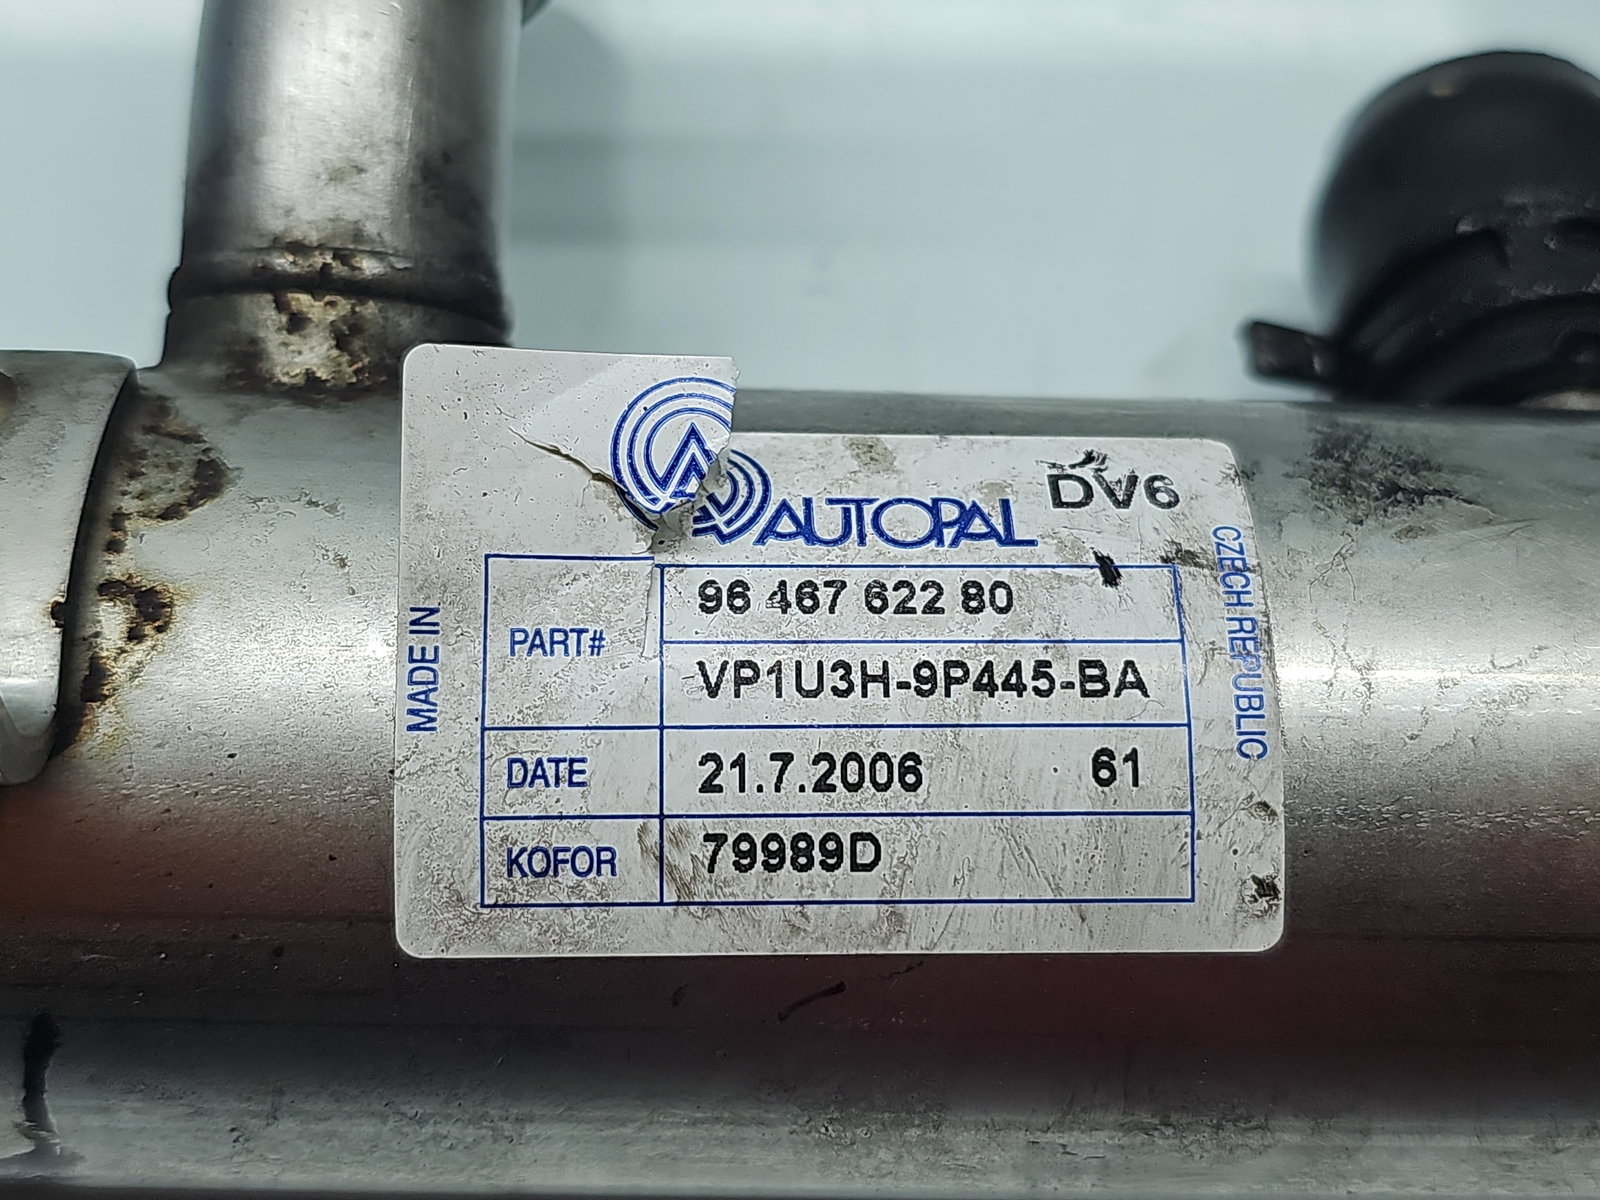 AUTOPAL
DV6
MADE IN
CZECH REPUBLIC
PART#
96 467 622 80
VP1U3H-9P445-BA
DATE
21.7.2006 61
KOFOR
79989D